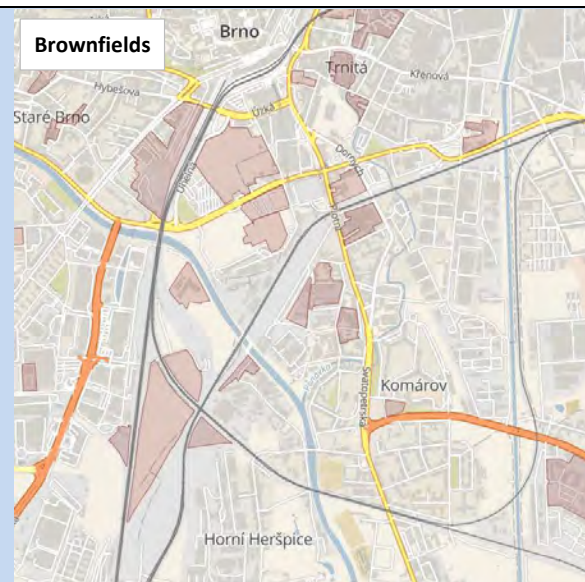 Brownfields
Brno
Trnitá
Křenová
Hybešova
Staré Brno
Úzká
Dornych
Uhelná
Komárov
Svatopetrská
Horní Heršpice